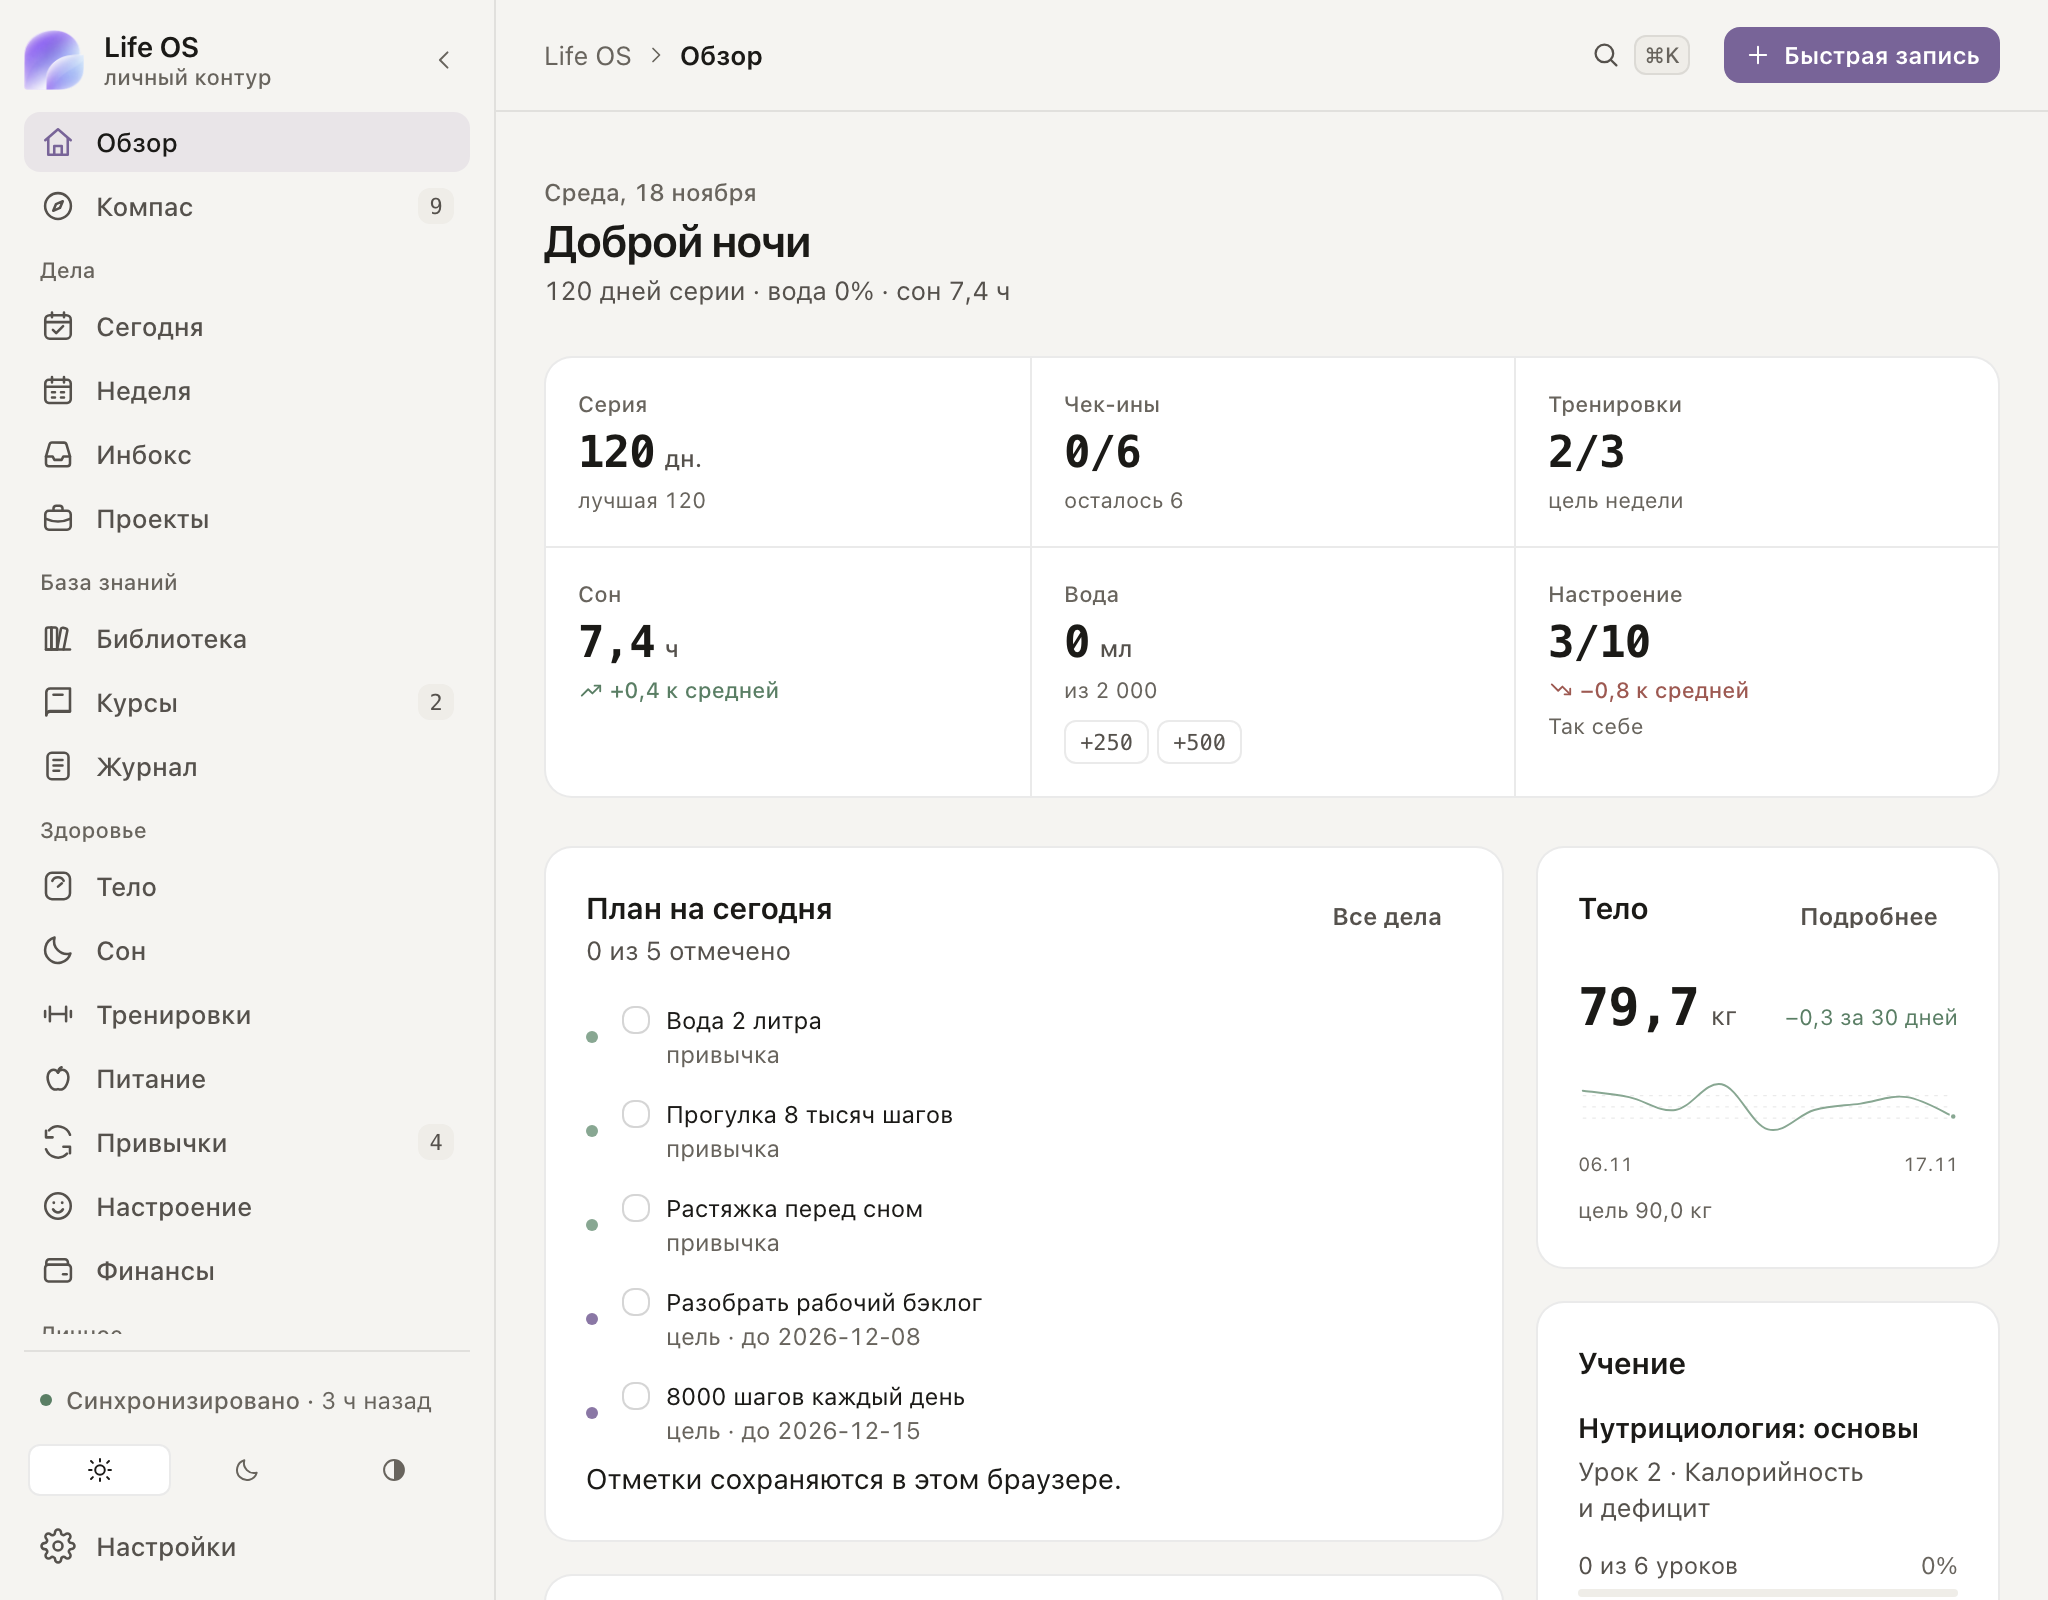 Life OS
личный контур
Обзор
Компас 9
Дела
Сегодня
Неделя
Инбокс
Проекты
База знаний
Библиотека
Курсы 2
Журнал
Здоровье
Тело
Сон
Тренировки
Питание
Привычки 4
Настроение
Финансы
Личное
Синхронизировано · 3 ч назад
Настройки
Life OS > Обзор
⌘K
+ Быстрая запись
Среда, 18 ноября
Доброй ночи
120 дней серии · вода 0% · сон 7,4 ч
Серия
120 дн.
лучшая 120
Чек-ины
0/6
осталось 6
Тренировки
2/3
цель недели
Сон
7,4 ч
+0,4 к средней
Вода
0 мл
из 2 000
+250 +500
Настроение
3/10
−0,8 к средней
Так себе
План на сегодня
Все дела
0 из 5 отмечено
Вода 2 литра
привычка
Прогулка 8 тысяч шагов
привычка
Растяжка перед сном
привычка
Разобрать рабочий бэклог
цель · до 2026-12-08
8000 шагов каждый день
цель · до 2026-12-15
Отметки сохраняются в этом браузере.
Тело
Подробнее
79,7 кг
−0,3 за 30 дней
06.11 17.11
цель 90,0 кг
Учение
Нутрициология: основы
Урок 2 · Калорийность
и дефицит
0 из 6 уроков 0%